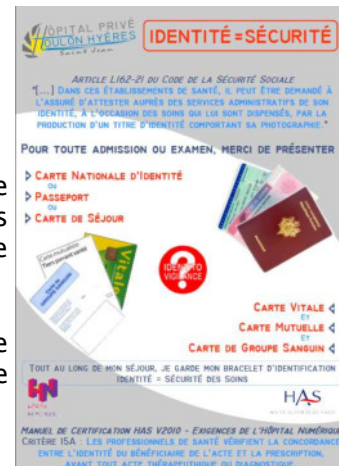 HÔPITAL PRIVÉ
TOULON HYÈRES
Saint Jean
IDENTITÉ=SÉCURITÉ
ARTICLE L162-21 DU CODE DE LA SÉCURITÉ SOCIALE
"[...] DANS CES ÉTABLISSEMENTS DE SANTÉ, IL PEUT ÊTRE DEMANDÉ À
L'ASSURÉ D'ATTESTER AUPRÈS DES SERVICES ADMINISTRATIFS DE SON
IDENTITÉ, À L'OCCASION DES SOINS QUI LUI SONT DISPENSÉS, PAR LA
PRODUCTION D'UN TITRE D'IDENTITÉ COMPORTANT SA PHOTOGRAPHIE."
POUR TOUTE ADMISSION OU EXAMEN, MERCI DE PRÉSENTER
CARTE NATIONALE D'IDENTITÉ
OU
PASSEPORT
OU
CARTE DE SÉJOUR
e
s
e
Carte mutualiste
Tiers payant santé
Vitale
IDENTITO
VIGILANCE
CARTE VITALE
ET
CARTE MUTUELLE
ET
CARTE DE GROUPE SANGUIN
e
e
TOUT AU LONG DE MON SÉJOUR, JE GARDE MON BRACELET D'IDENTIFICATION
IDENTITÉ = SÉCURITÉ DES SOINS
HAS
MANUEL DE CERTIFICATION HAS V2010 - EXIGENCES DE L'HÔPITAL NUMÉRIQUE
CRITÈRE 15A : LES PROFESSIONNELS DE SANTÉ VÉRIFIENT LA CONCORDANCE
ENTRE L'IDENTITÉ DU BÉNÉFICIAIRE DE L'ACTE ET LA PRESCRIPTION,
AVANT TOUT ACTE THÉRAPEUTIQUE OU DIAGNOSTIQUE